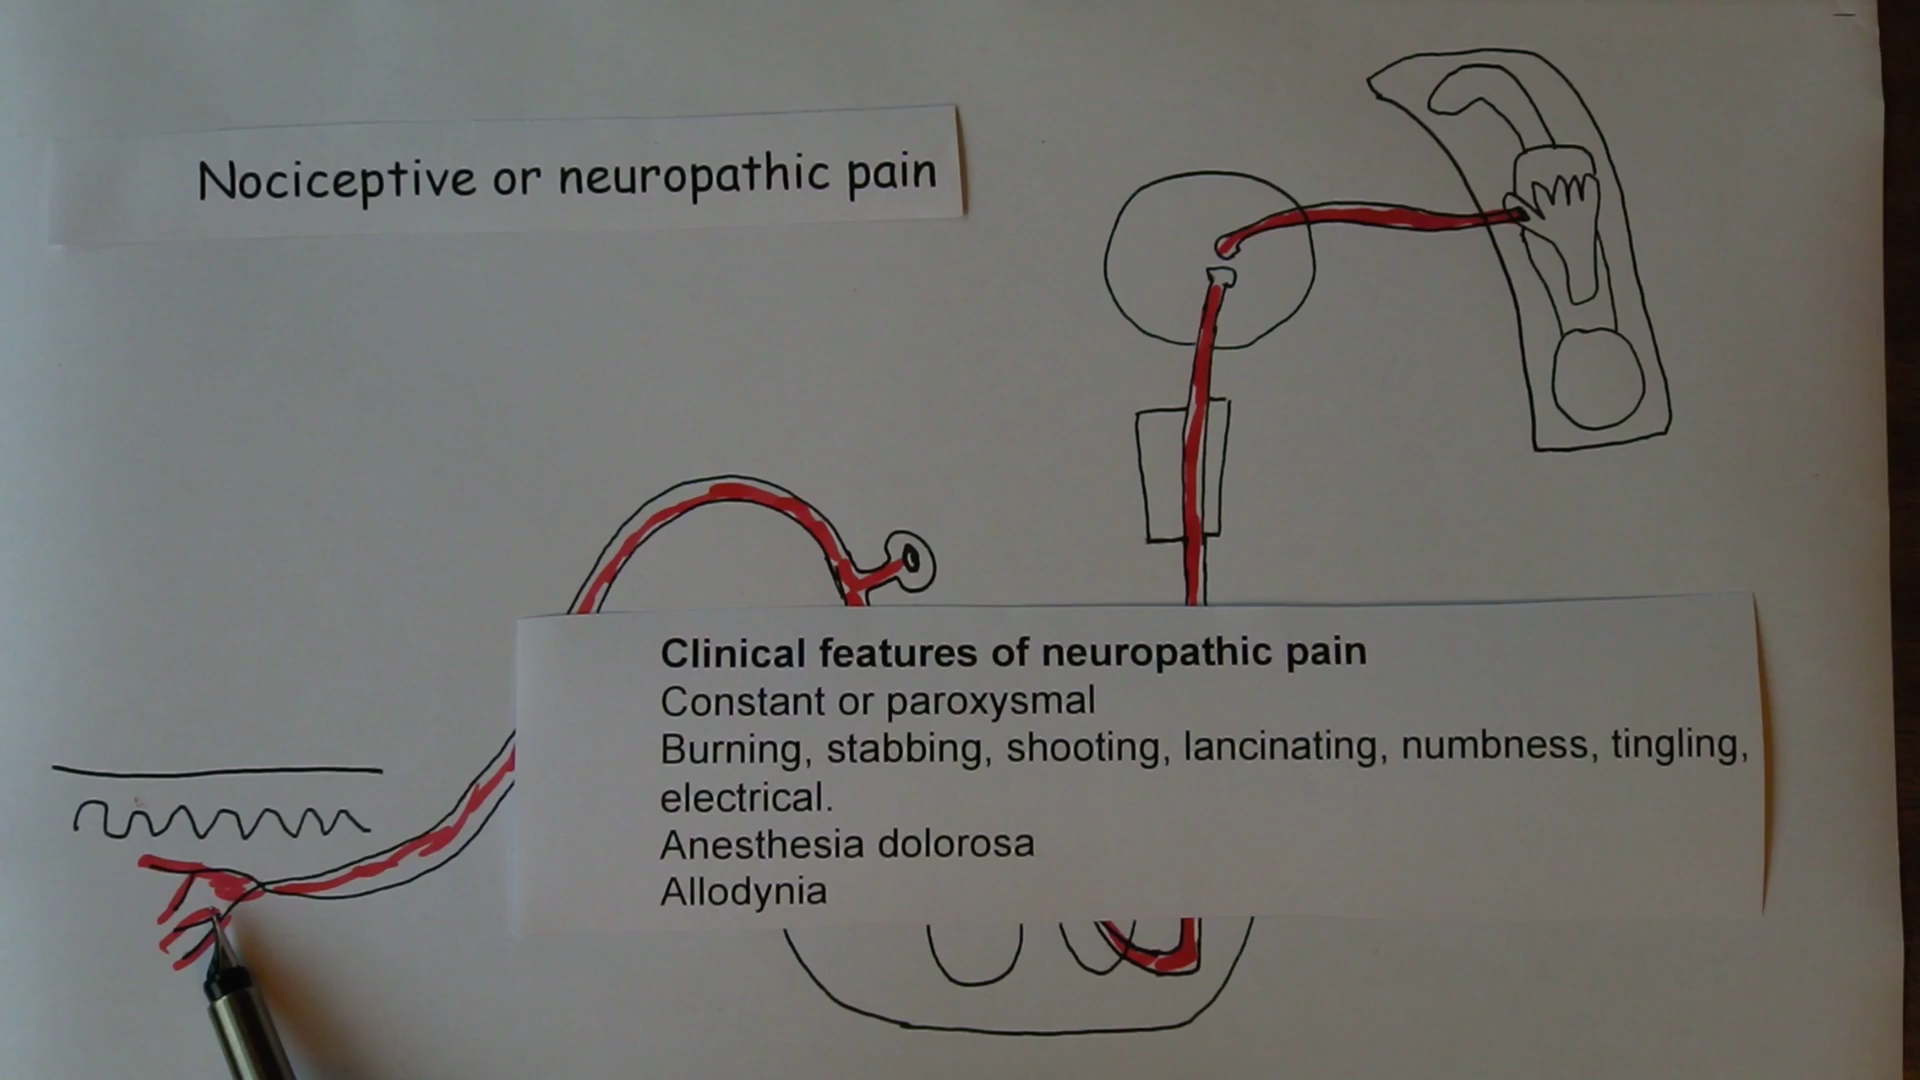 Nociceptive or neuropathic pain
Clinical features of neuropathic pain
Constant or paroxysmal
Burning, stabbing, shooting, lancinating, numbness, tingling,
electrical.
Anesthesia dolorosa
Allodynia